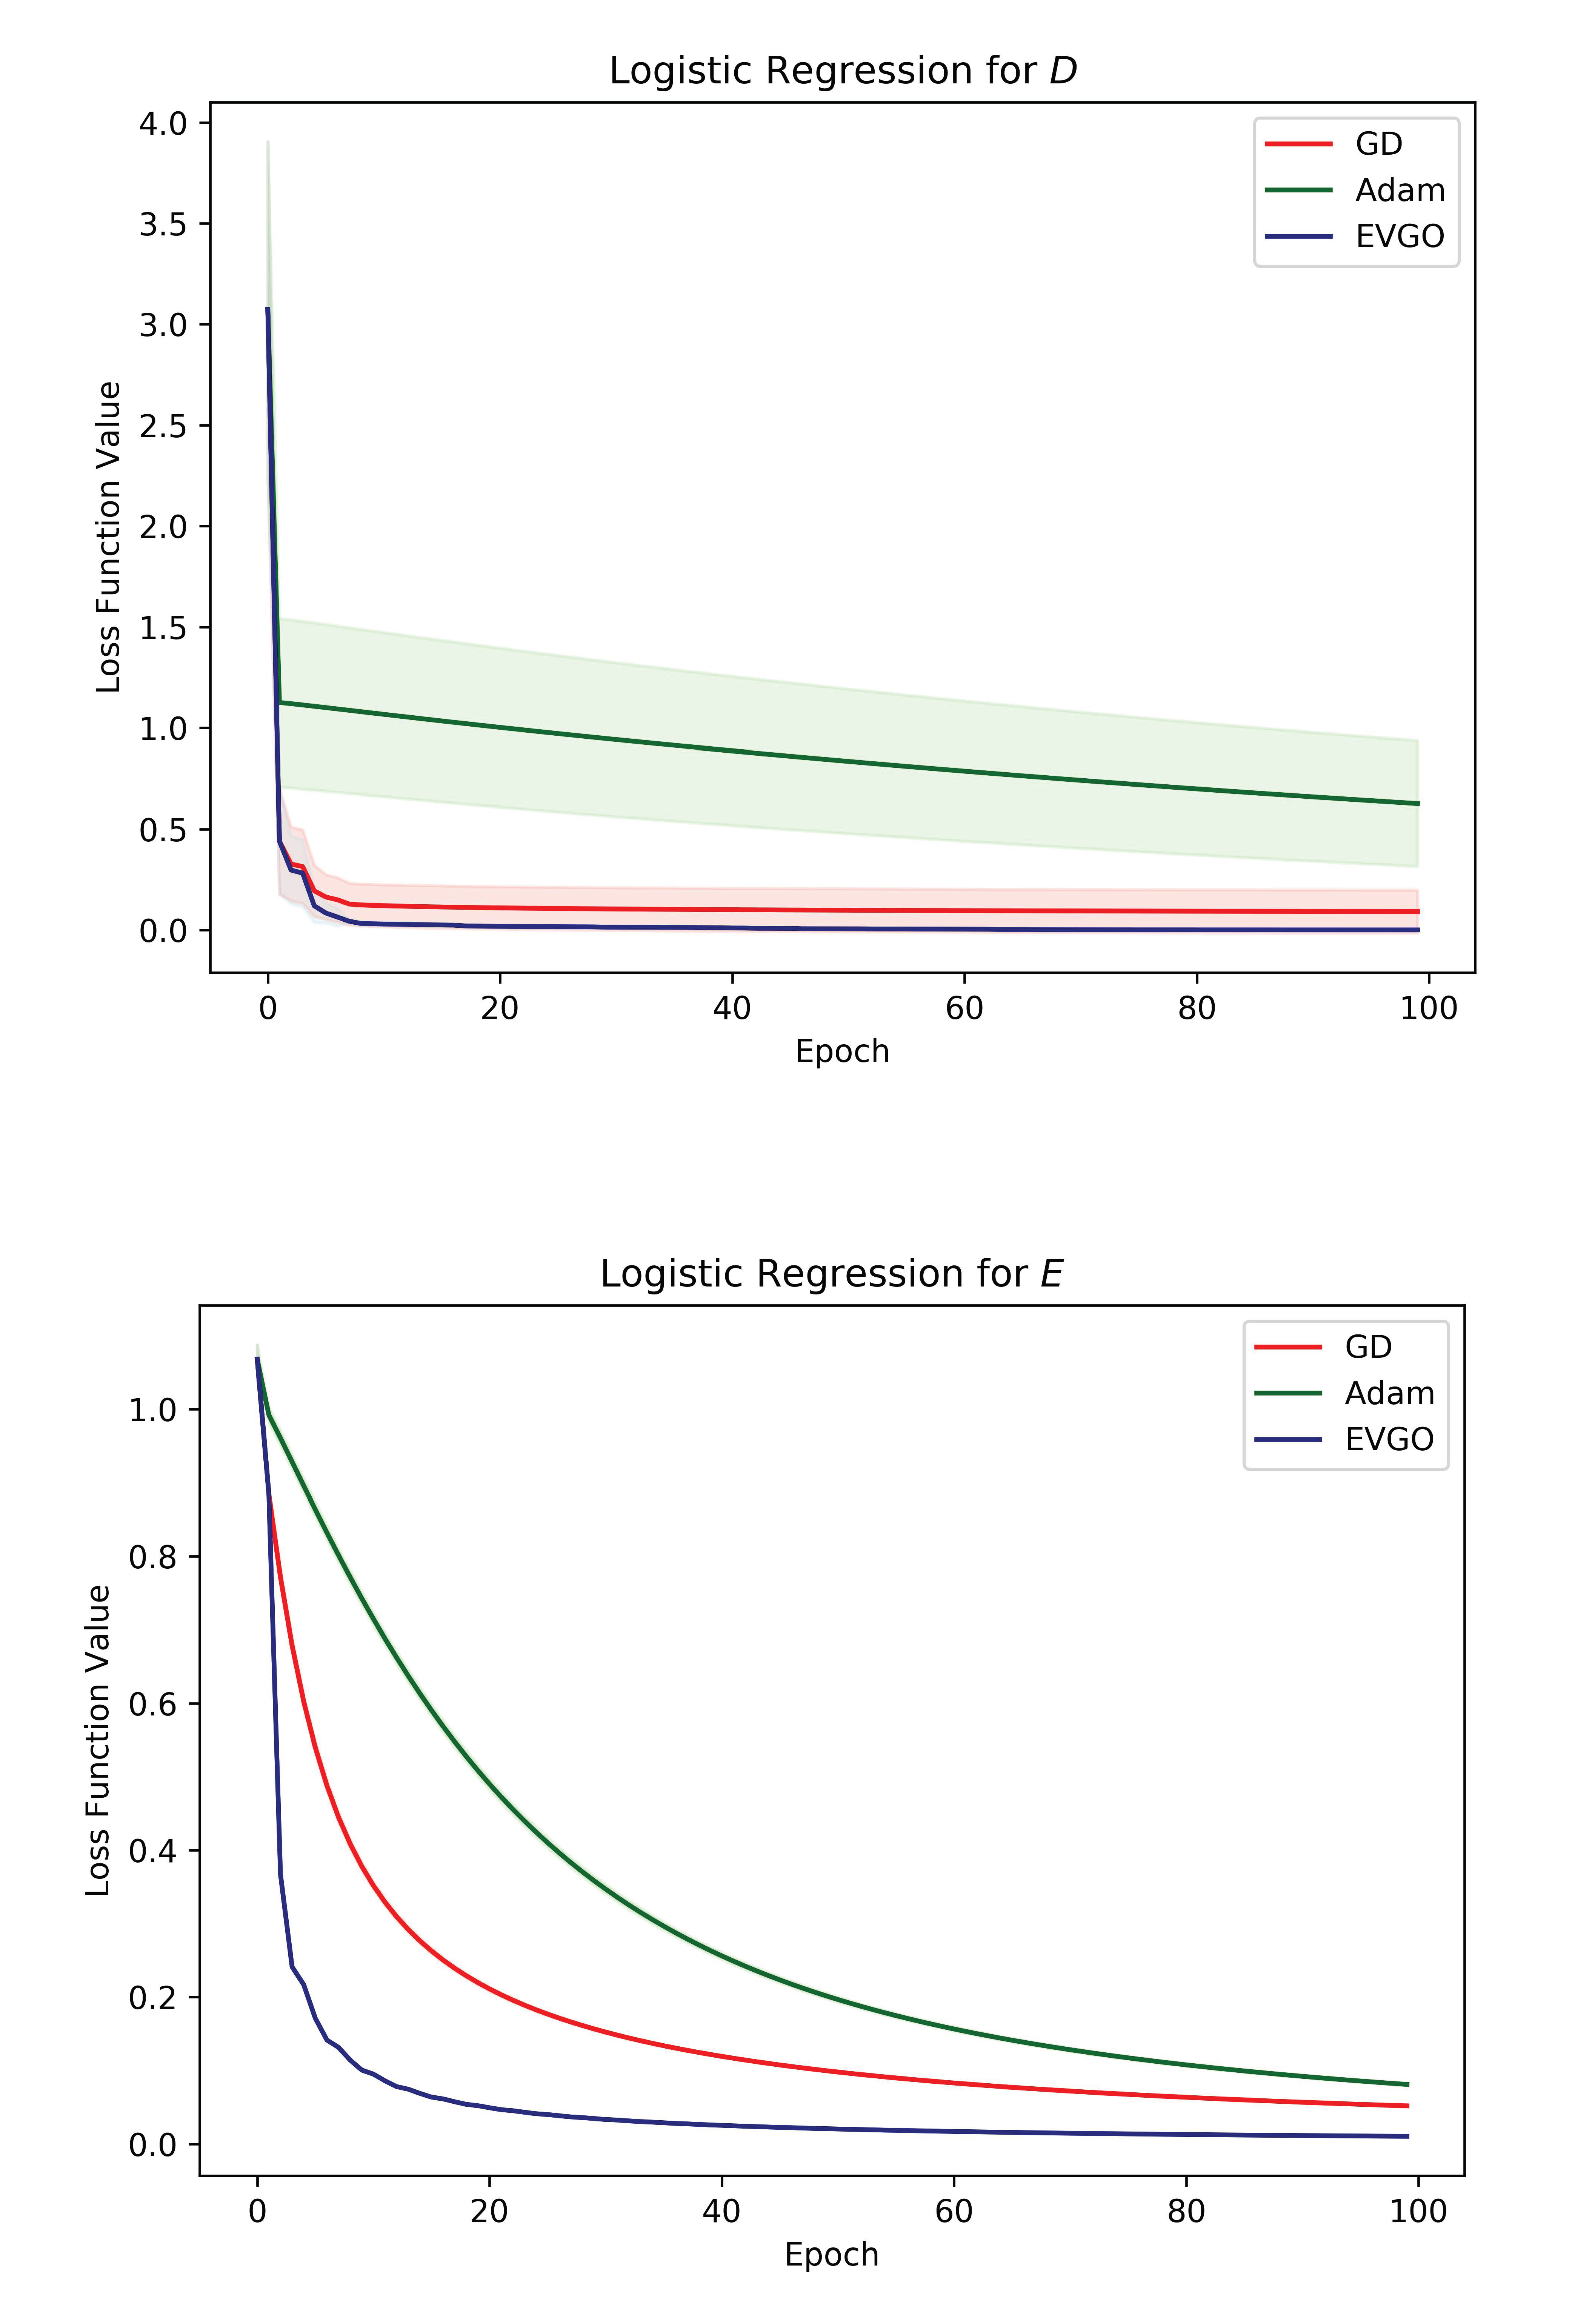 Logistic Regression for D
4.0
3.5
3.0
2.5
2.0
1.5
1.0
0.5
0.0
Loss Function Value
GD
Adam
EVGO
0 20 40 60 80 100
Epoch
Logistic Regression for E
1.0
0.8
0.6
0.4
0.2
0.0
Loss Function Value
GD
Adam
EVGO
0 20 40 60 80 100
Epoch